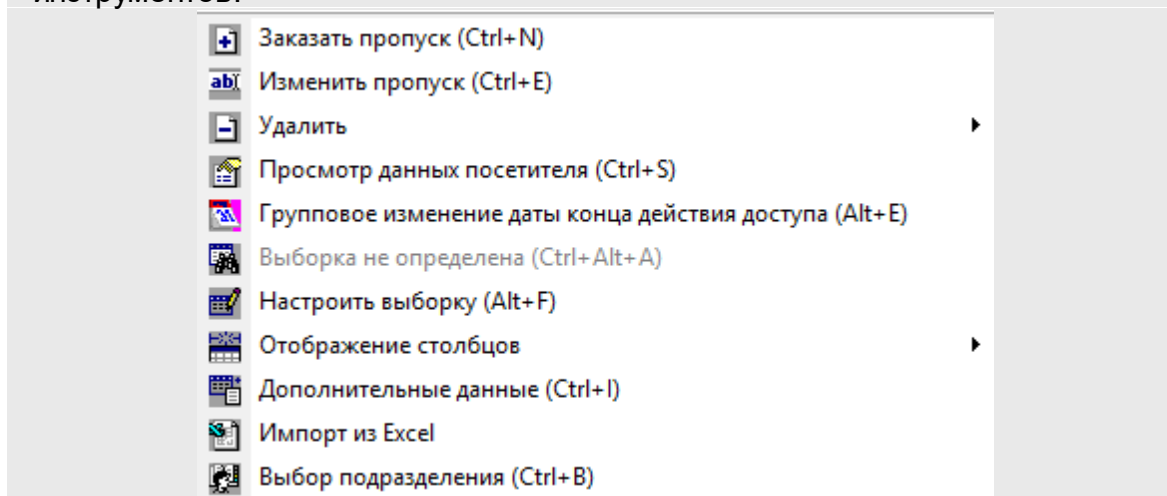 инструментов.
Заказать пропуск (Ctrl+N)
Изменить пропуск (Ctrl+E)
Удалить
Просмотр данных посетителя (Ctrl+S)
Групповое изменение даты конца действия доступа (Alt+E)
Выборка не определена (Ctrl+Alt+A)
Настроить выборку (Alt+F)
Отображение столбцов
Дополнительные данные (Ctrl+I)
Импорт из Excel
Выбор подразделения (Ctrl+B)